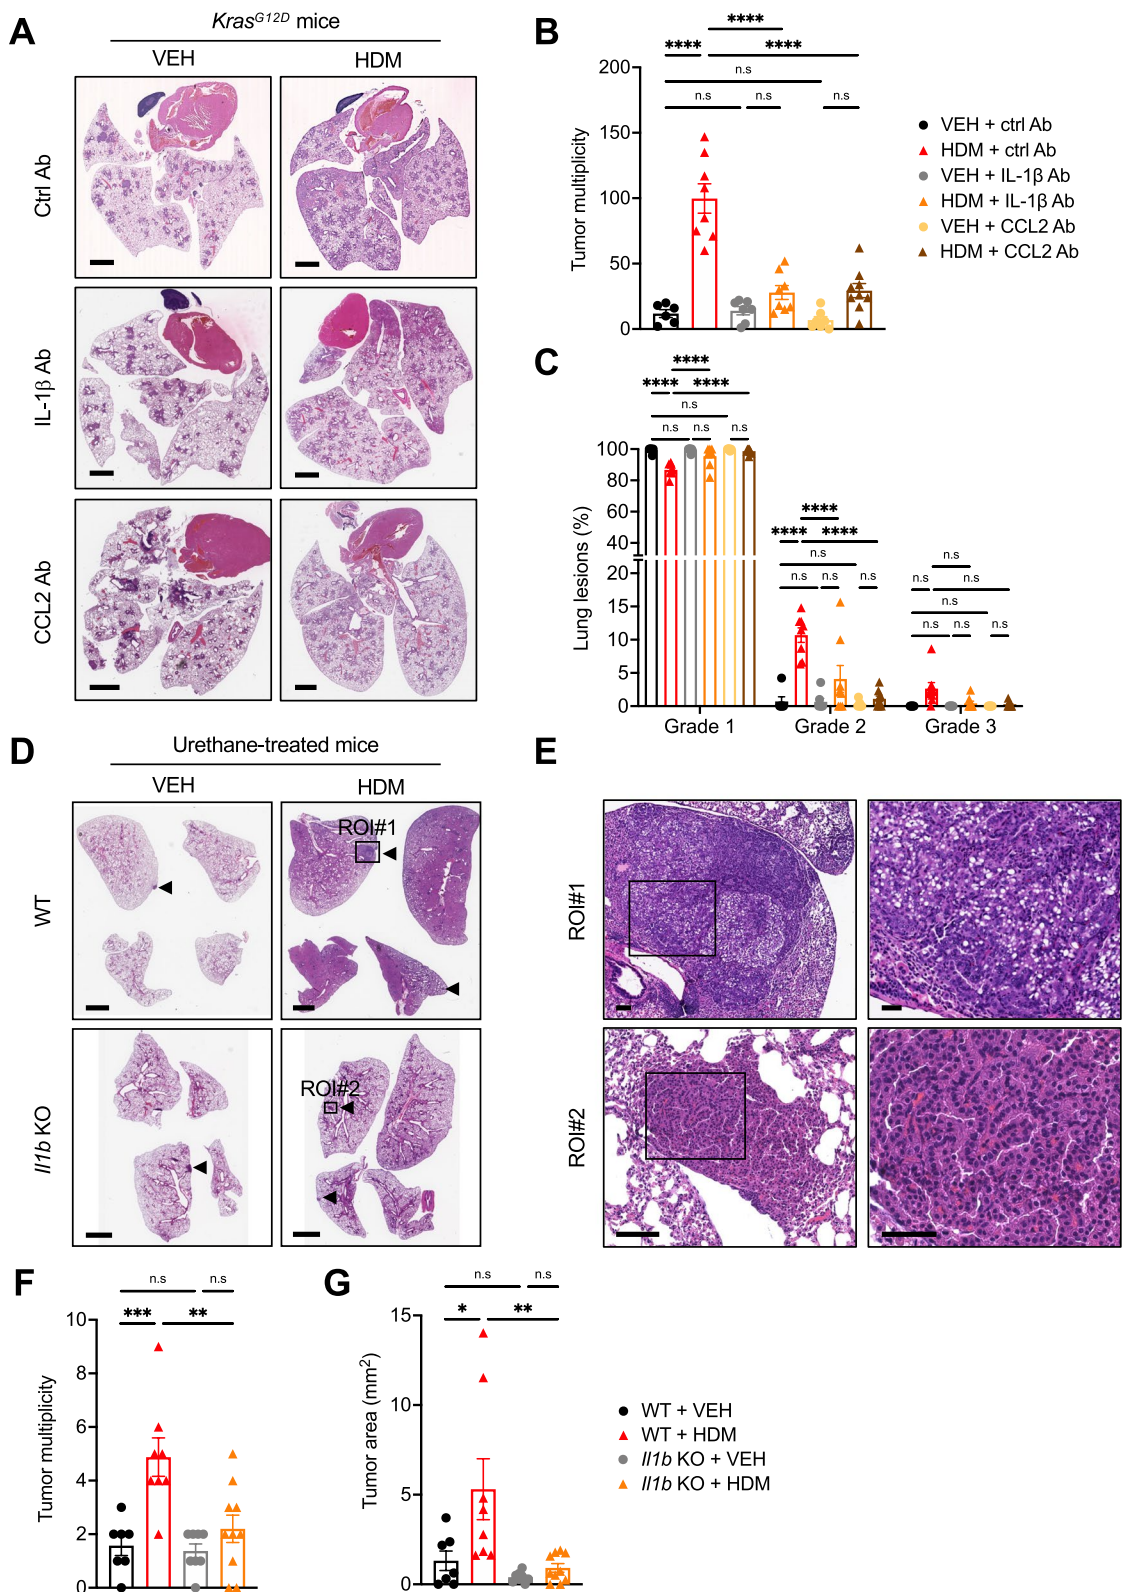 A
Kras^G12D mice
VEH
HDM
Ctrl Ab
IL-1β Ab
CCL2 Ab
B
****
**** ****
n.s
n.s n.s n.s
Tumor multiplicity
200
150
100
50
0
VEH + ctrl Ab
HDM + ctrl Ab
VEH + IL-1β Ab
HDM + IL-1β Ab
VEH + CCL2 Ab
HDM + CCL2 Ab
C
****
**** ****
n.s
n.s n.s n.s
****
**** ****
n.s
n.s n.s n.s
n.s
n.s n.s
n.s
n.s n.s n.s
Lung lesions (%)
100
80
60
40
20
15
10
5
0
Grade 1
Grade 2
Grade 3
D
Urethane-treated mice
VEH
HDM
WT
ROI#1
Il1b KO
ROI#2
E
ROI#1
ROI#2
F
n.s n.s
*** **
Tumor multiplicity
10
8
6
4
2
0
G
n.s n.s
* **
Tumor area (mm²)
15
10
5
0
WT + VEH
WT + HDM
Il1b KO + VEH
Il1b KO + HDM